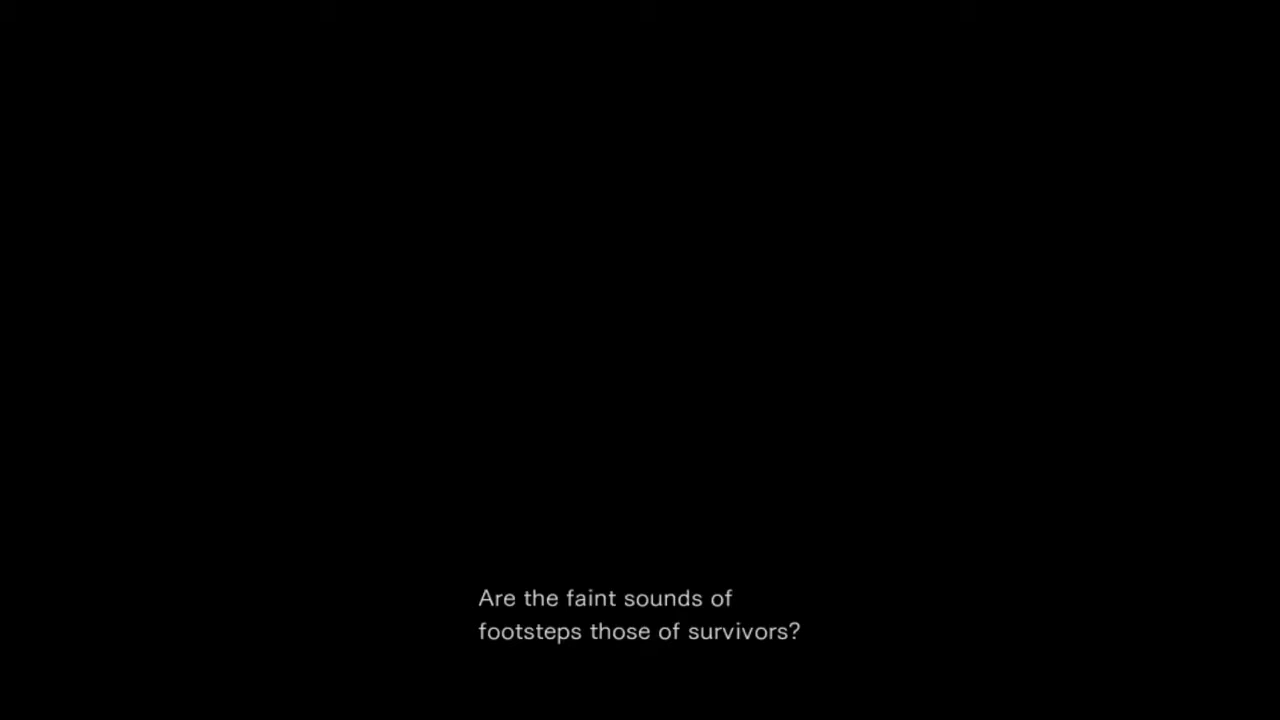 Are the faint sounds of
footsteps those of survivors?